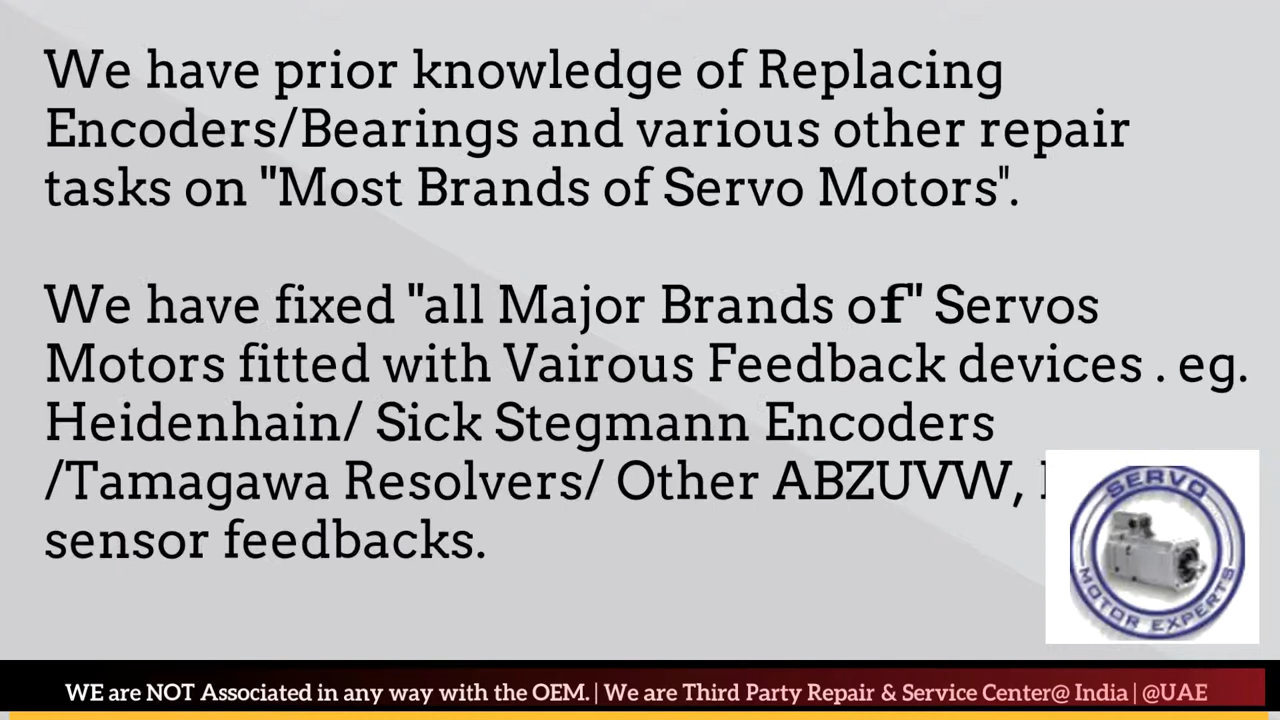 We have prior knowledge of Replacing
Encoders/Bearings and various other repair
tasks on "Most Brands of Servo Motors".
We have fixed "all Major Brands of" Servos
Motors fitted with Vairous Feedback devices . eg.
Heidenhain/ Sick Stegmann Encoders
/Tamagawa Resolvers/ Other ABZUVW,
sensor feedbacks.
SERVO
MOTOR EXPERTS
WE are NOT Associated in any way with the OEM. | We are Third Party Repair & Service Center@ India | @UAE